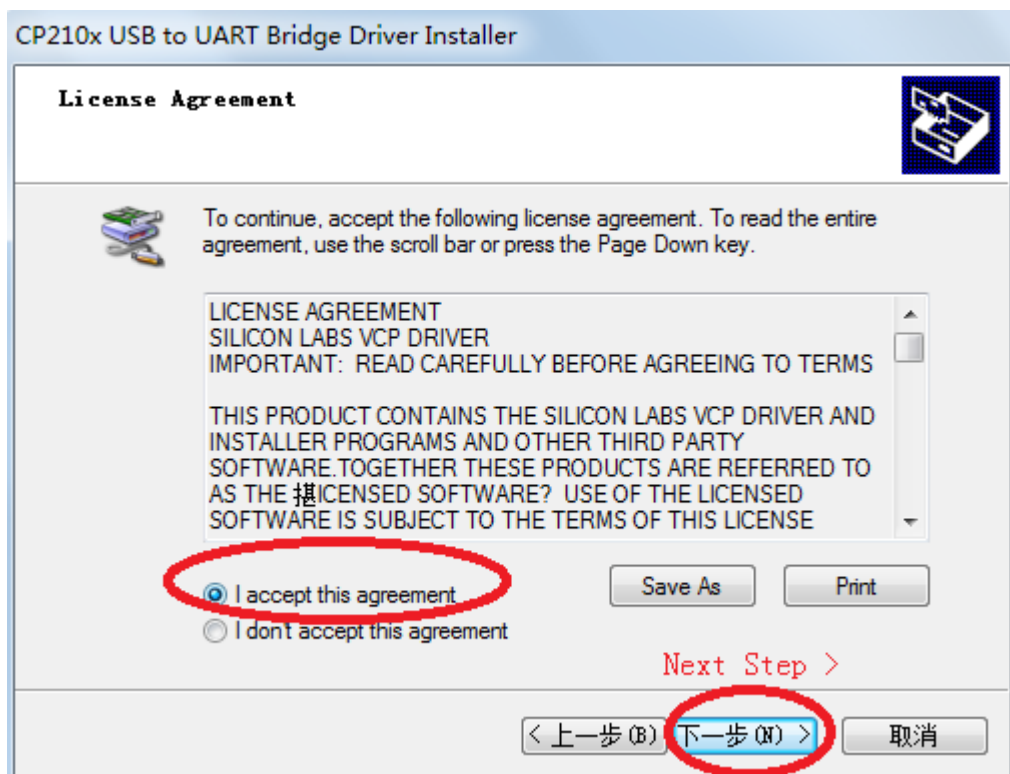 CP210x USB to UART Bridge Driver Installer
License Agreement
To continue, accept the following license agreement. To read the entire
agreement, use the scroll bar or press the Page Down key.
LICENSE AGREEMENT
SILICON LABS VCP DRIVER
IMPORTANT:  READ CAREFULLY BEFORE AGREEING TO TERMS
THIS PRODUCT CONTAINS THE SILICON LABS VCP DRIVER AND
INSTALLER PROGRAMS AND OTHER THIRD PARTY
SOFTWARE.TOGETHER THESE PRODUCTS ARE REFERRED TO
AS THE 揕ICENSED SOFTWARE?  USE OF THE LICENSED
SOFTWARE IS SUBJECT TO THE TERMS OF THIS LICENSE
I accept this agreement
Save As
Print
I don't accept this agreement
Next Step >
< 上一步(B)
下一步(N) >
取消